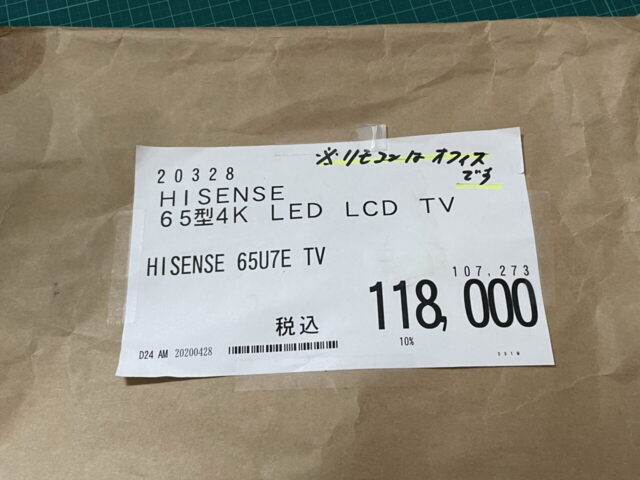 20328
※リモコンは オフィス
です
HISENSE
65型4K LED LCD TV
HISENSE 65U7E TV
107,273
118,000
税込
10%
D24 AM 20200428